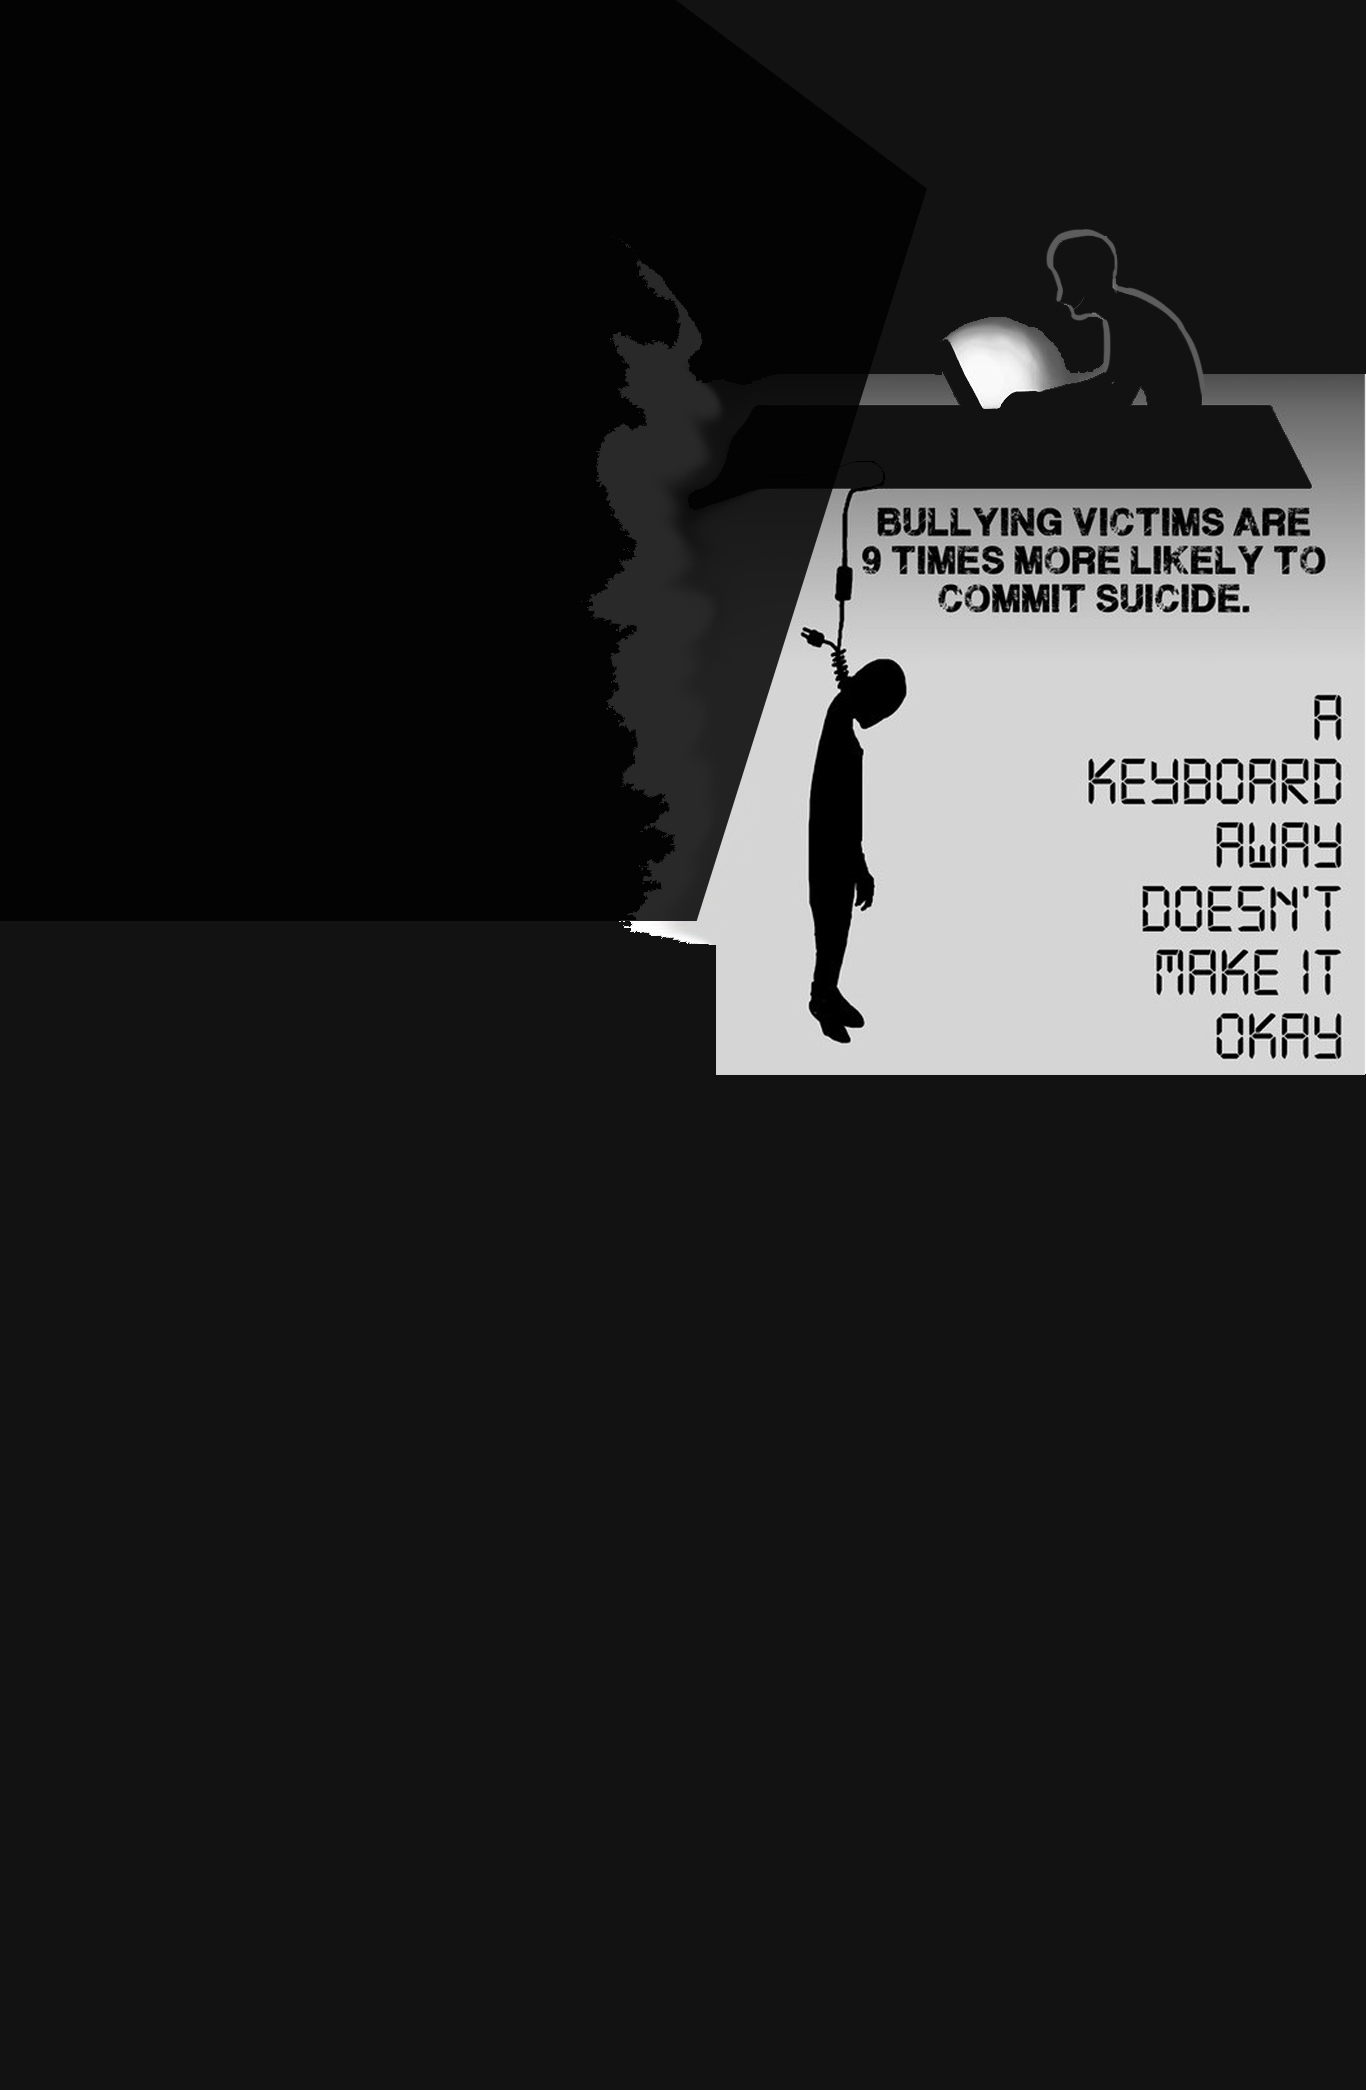 BULLYING VICTIMS ARE
9 TIMES MORE LIKELY TO
COMMIT SUICIDE.
A
KEYBOARD
AWAY
DOESN'T
MAKE IT
OKAY